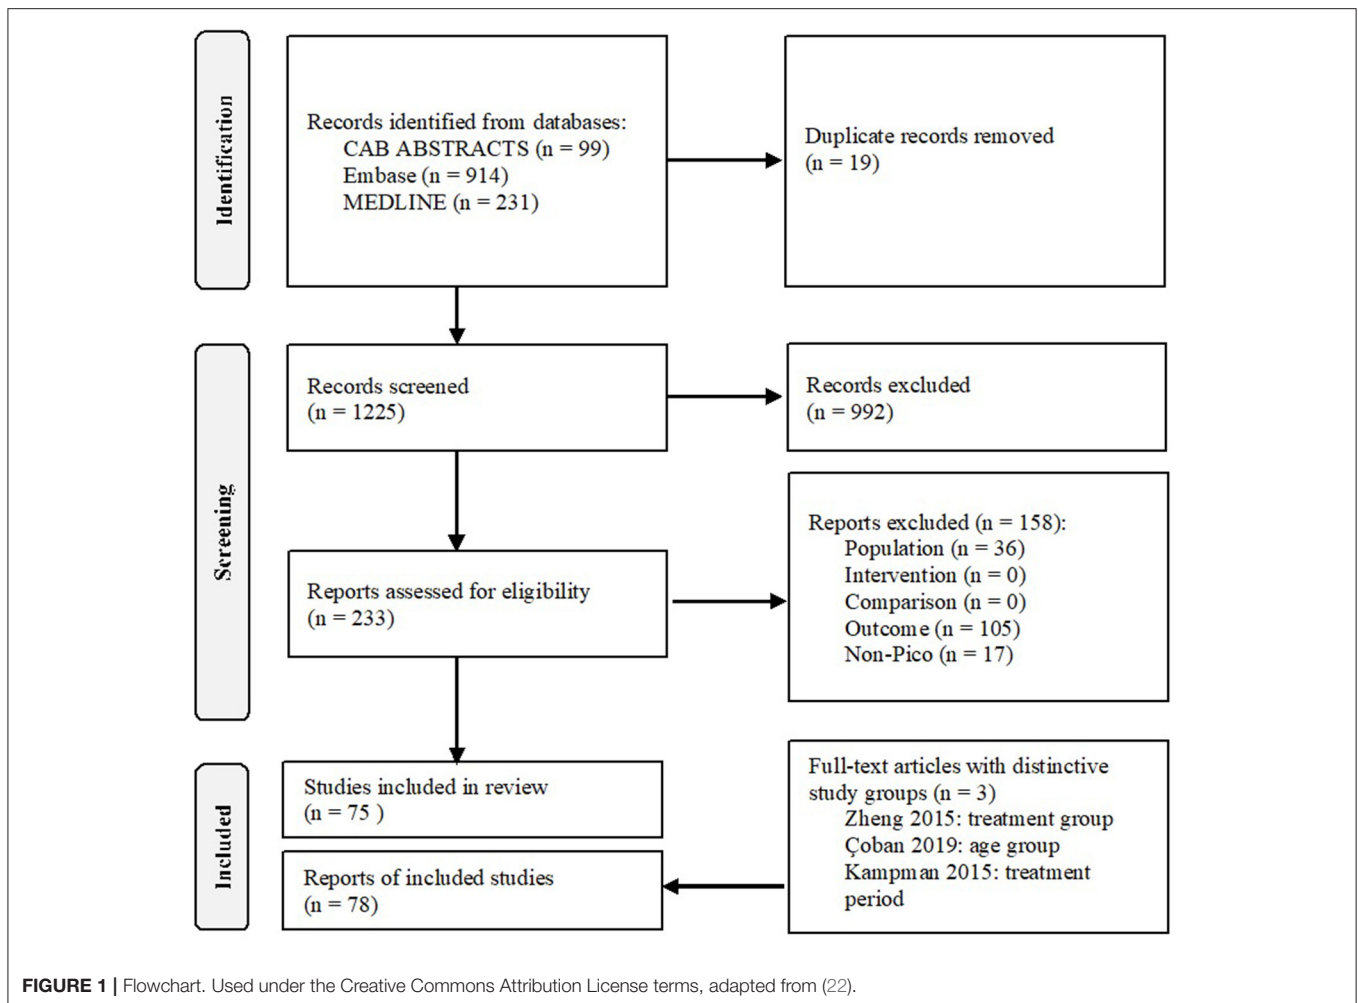 Identification
Records identified from databases:
CAB ABSTRACTS (n = 99)
Embase (n = 914)
MEDLINE (n = 231)
Duplicate records removed
(n = 19)
Screening
Records screened
(n = 1225)
Records excluded
(n = 992)
Reports assessed for eligibility
(n = 233)
Reports excluded (n = 158):
Population (n = 36)
Intervention (n = 0)
Comparison (n = 0)
Outcome (n = 105)
Non-Pico (n = 17)
Included
Studies included in review
(n = 75 )
Reports of included studies
(n = 78)
Full-text articles with distinctive
study groups (n = 3)
Zheng 2015: treatment group
Çoban 2019: age group
Kampman 2015: treatment
period
FIGURE 1 | Flowchart. Used under the Creative Commons Attribution License terms, adapted from (22).